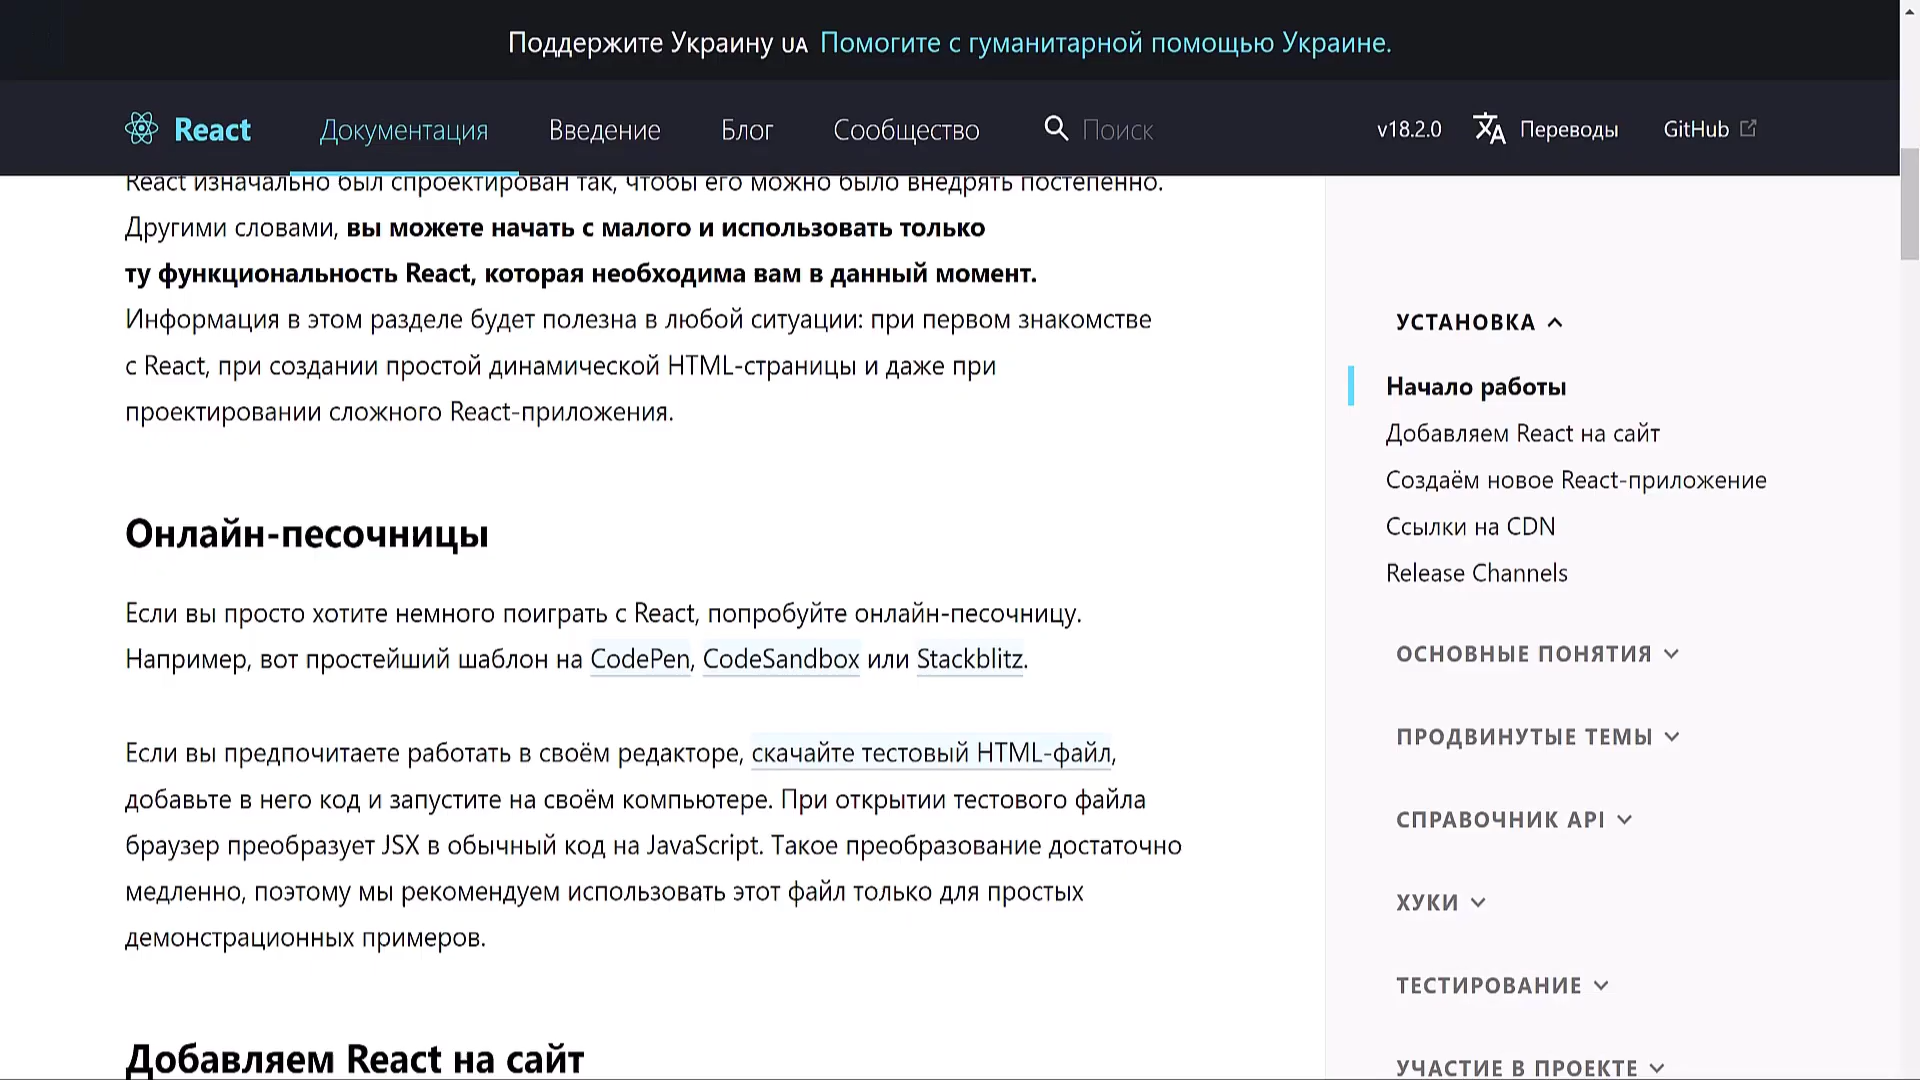 Поддержите Украину UA Помогите с гуманитарной помощью Украине.
React Документация Введение Блог Сообщество Поиск v18.2.0 Переводы GitHub
React изначально был спроектирован так, чтобы его можно было внедрять постепенно.
Другими словами, вы можете начать с малого и использовать только
ту функциональность React, которая необходима вам в данный момент.
Информация в этом разделе будет полезна в любой ситуации: при первом знакомстве
с React, при создании простой динамической HTML-страницы и даже при
проектировании сложного React-приложения.
Онлайн-песочницы
Если вы просто хотите немного поиграть с React, попробуйте онлайн-песочницу.
Например, вот простейший шаблон на CodePen, CodeSandbox или Stackblitz.
Если вы предпочитаете работать в своём редакторе, скачайте тестовый HTML-файл,
добавьте в него код и запустите на своём компьютере. При открытии тестового файла
браузер преобразует JSX в обычный код на JavaScript. Такое преобразование достаточно
медленно, поэтому мы рекомендуем использовать этот файл только для простых
демонстрационных примеров.
Добавляем React на сайт
УСТАНОВКА
Начало работы
Добавляем React на сайт
Создаём новое React-приложение
Ссылки на CDN
Release Channels
ОСНОВНЫЕ ПОНЯТИЯ
ПРОДВИНУТЫЕ ТЕМЫ
СПРАВОЧНИК API
ХУКИ
ТЕСТИРОВАНИЕ
УЧАСТИЕ В ПРОЕКТЕ